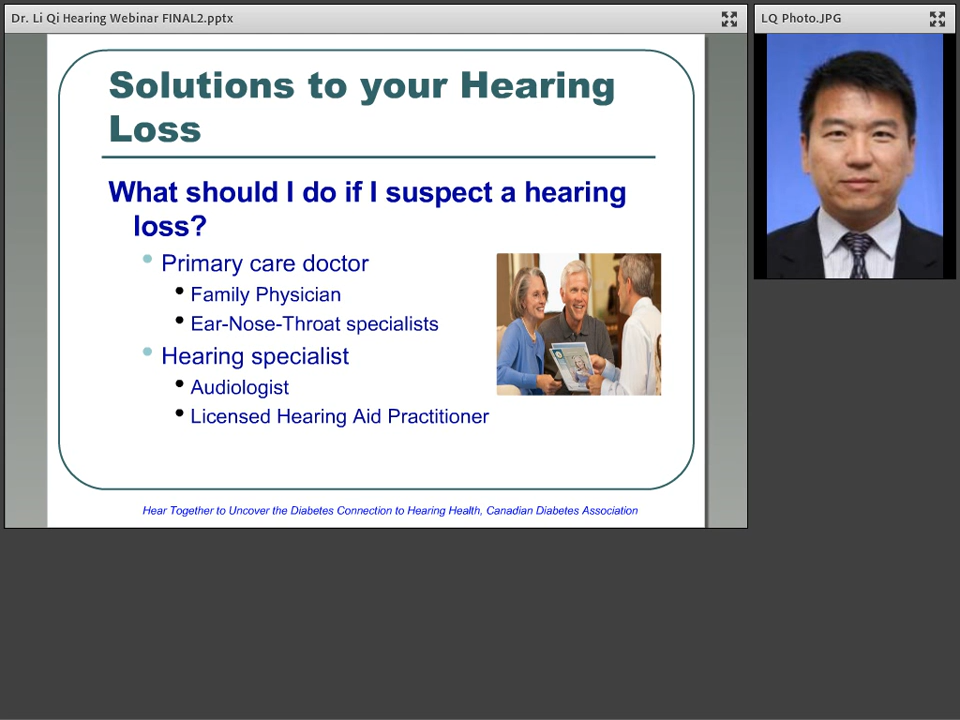 Dr. Li Qi Hearing Webinar FINAL2.pptx
LQ Photo.JPG
Solutions to your Hearing
Loss
What should I do if I suspect a hearing
loss?
• Primary care doctor
• Family Physician
• Ear-Nose-Throat specialists
• Hearing specialist
• Audiologist
• Licensed Hearing Aid Practitioner
Hear Together to Uncover the Diabetes Connection to Hearing Health, Canadian Diabetes Association